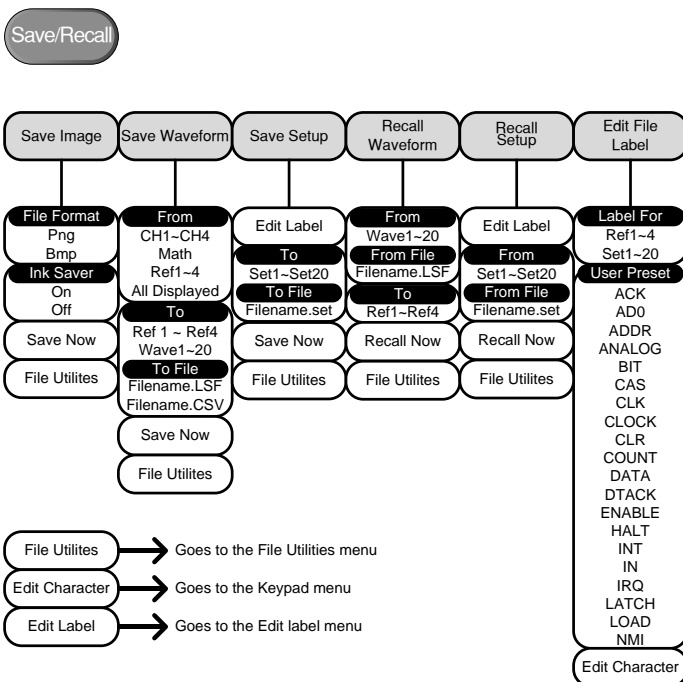 Save/Recall
Save Image
File Format
Png
Bmp
Ink Saver
On
Off
Save Now
File Utilites
Save Waveform
From
CH1~CH4
Math
Ref1~4
All Displayed
To
Ref 1 ~ Ref4
Wave1~20
To File
Filename.LSF
Filename.CSV
Save Now
File Utilites
Save Setup
Edit Label
To
Set1~Set20
To File
Filename.set
Save Now
File Utilites
Recall
Waveform
From
Wave1~20
From File
Filename.LSF
To
Ref1~Ref4
Recall Now
File Utilites
Recall
Setup
Edit Label
From
Set1~Set20
From File
Filename.set
Recall Now
File Utilites
Edit File
Label
Label For
Ref1~4
Set1~20
User Preset
ACK
AD0
ADDR
ANALOG
BIT
CAS
CLK
CLOCK
CLR
COUNT
DATA
DTACK
ENABLE
HALT
INT
IN
IRQ
LATCH
LOAD
NMI
Edit Character
File Utilites Goes to the File Utilities menu
Edit Character Goes to the Keypad menu
Edit Label Goes to the Edit label menu